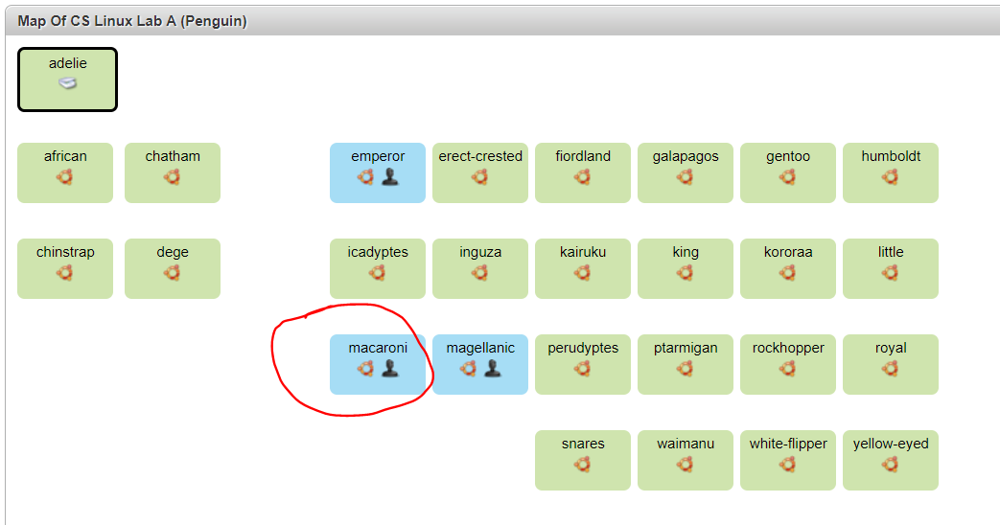 Map Of CS Linux Lab A (Penguin)
adelie
african chatham emperor erect-crested fiordland galapagos gentoo humboldt
chinstrap dege icadyptes inguza kairuku king kororaa little
macaroni magellanic perudyptes ptarmigan rockhopper royal
snares waimanu white-flipper yellow-eyed